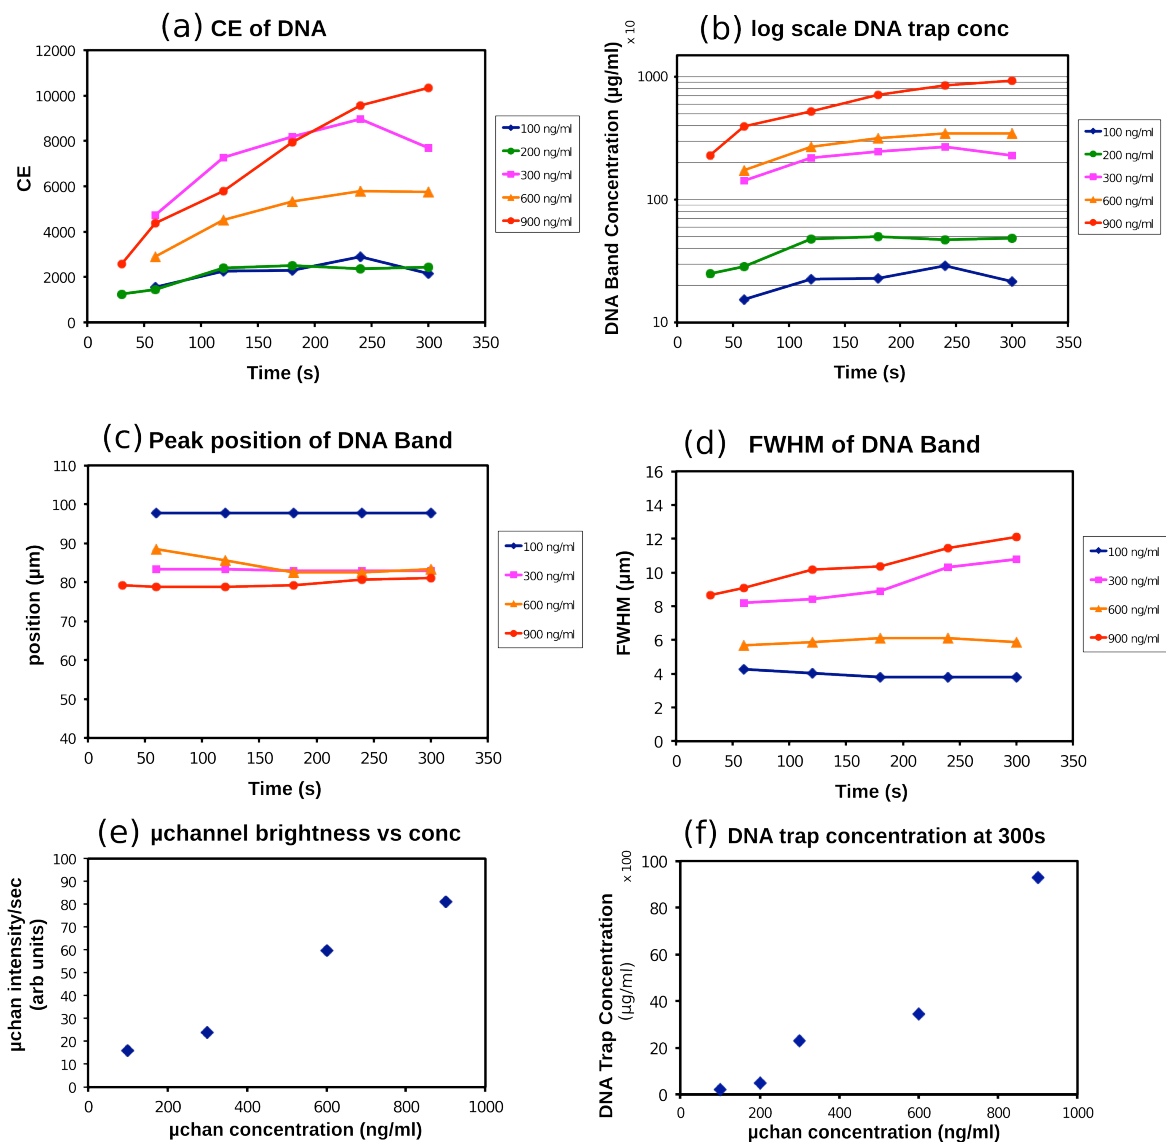 (a) CE of DNA
12000
10000
8000
6000
4000
2000
0
CE
0 50 100 150 200 250 300 350
Time (s)
100 ng/ml
200 ng/ml
300 ng/ml
600 ng/ml
900 ng/ml
(b) log scale DNA trap conc
x 10
DNA Band Concentration (µg/ml)
1000
100
10
0 50 100 150 200 250 300 350
Time (s)
100 ng/ml
200 ng/ml
300 ng/ml
600 ng/ml
900 ng/ml
(c) Peak position of DNA Band
110
100
90
80
70
60
50
40
position (µm)
0 50 100 150 200 250 300 350
Time (s)
100 ng/ml
300 ng/ml
600 ng/ml
900 ng/ml
(d) FWHM of DNA Band
16
14
12
10
8
6
4
2
0
FWHM (µm)
0 50 100 150 200 250 300 350
Time (s)
100 ng/ml
300 ng/ml
600 ng/ml
900 ng/ml
(e) µchannel brightness vs conc
100
90
80
70
60
50
40
30
20
10
0
µchan intensity/sec
(arb units)
0 200 400 600 800 1000
µchan concentration (ng/ml)
(f) DNA trap concentration at 300s
x 100
DNA Trap Concentration
(µg/ml)
100
80
60
40
20
0
0 200 400 600 800 1000
µchan concentration (ng/ml)